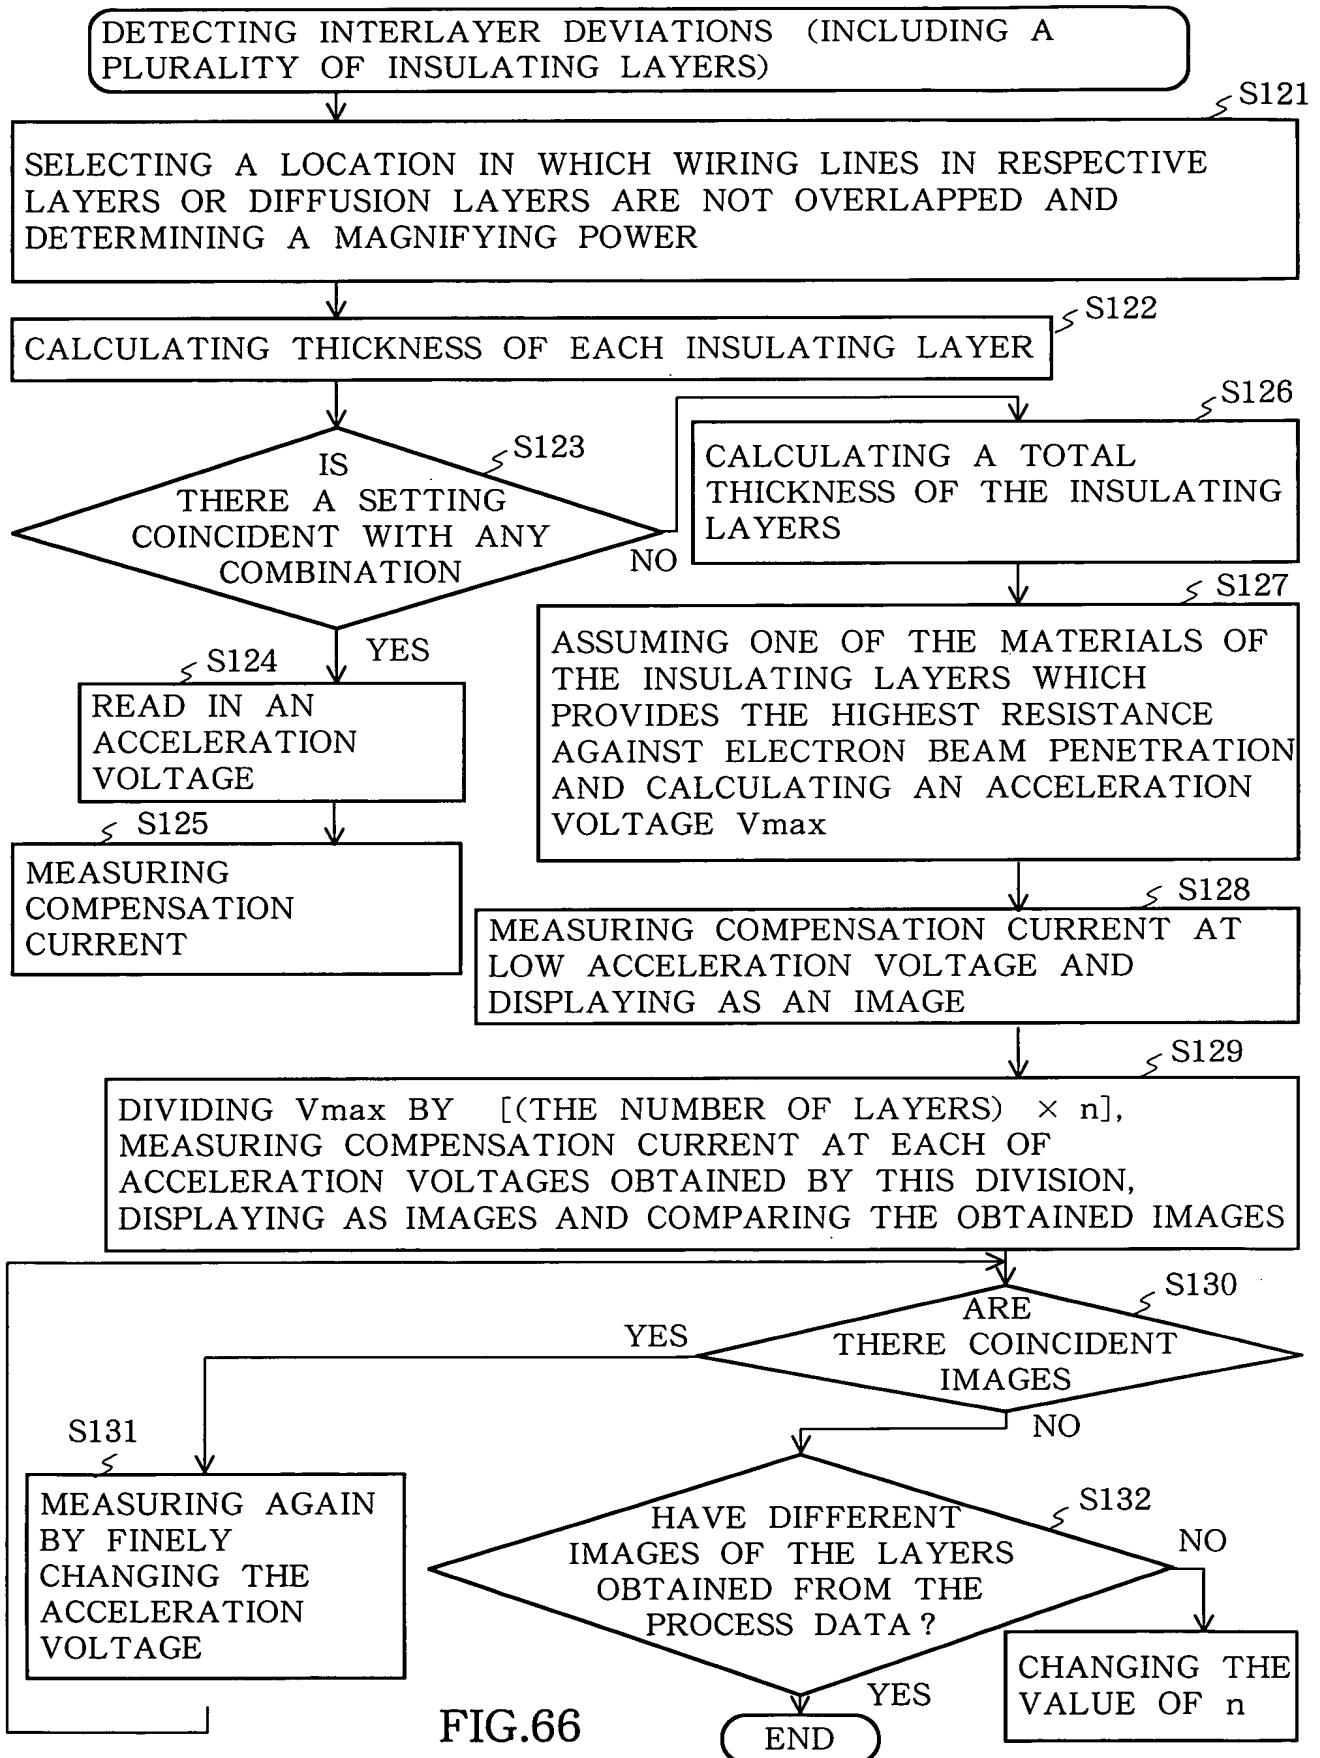 DETECTING INTERLAYER DEVIATIONS (INCLUDING A
PLURALITY OF INSULATING LAYERS)
S121
SELECTING A LOCATION IN WHICH WIRING LINES IN RESPECTIVE
LAYERS OR DIFFUSION LAYERS ARE NOT OVERLAPPED AND
DETERMINING A MAGNIFYING POWER
S122
CALCULATING THICKNESS OF EACH INSULATING LAYER
S123
IS
THERE A SETTING
COINCIDENT WITH ANY
COMBINATION
NO
YES
S126
CALCULATING A TOTAL
THICKNESS OF THE INSULATING
LAYERS
S124
READ IN AN
ACCELERATION
VOLTAGE
S125
MEASURING
COMPENSATION
CURRENT
S127
ASSUMING ONE OF THE MATERIALS OF
THE INSULATING LAYERS WHICH
PROVIDES THE HIGHEST RESISTANCE
AGAINST ELECTRON BEAM PENETRATION
AND CALCULATING AN ACCELERATION
VOLTAGE Vmax
S128
MEASURING COMPENSATION CURRENT AT
LOW ACCELERATION VOLTAGE AND
DISPLAYING AS AN IMAGE
S129
DIVIDING Vmax BY [(THE NUMBER OF LAYERS) × n],
MEASURING COMPENSATION CURRENT AT EACH OF
ACCELERATION VOLTAGES OBTAINED BY THIS DIVISION,
DISPLAYING AS IMAGES AND COMPARING THE OBTAINED IMAGES
S130
ARE
THERE COINCIDENT
IMAGES
YES
NO
S131
MEASURING AGAIN
BY FINELY
CHANGING THE
ACCELERATION
VOLTAGE
S132
HAVE DIFFERENT
IMAGES OF THE LAYERS
OBTAINED FROM THE
PROCESS DATA?
NO
YES
CHANGING THE
VALUE OF n
END
FIG.66